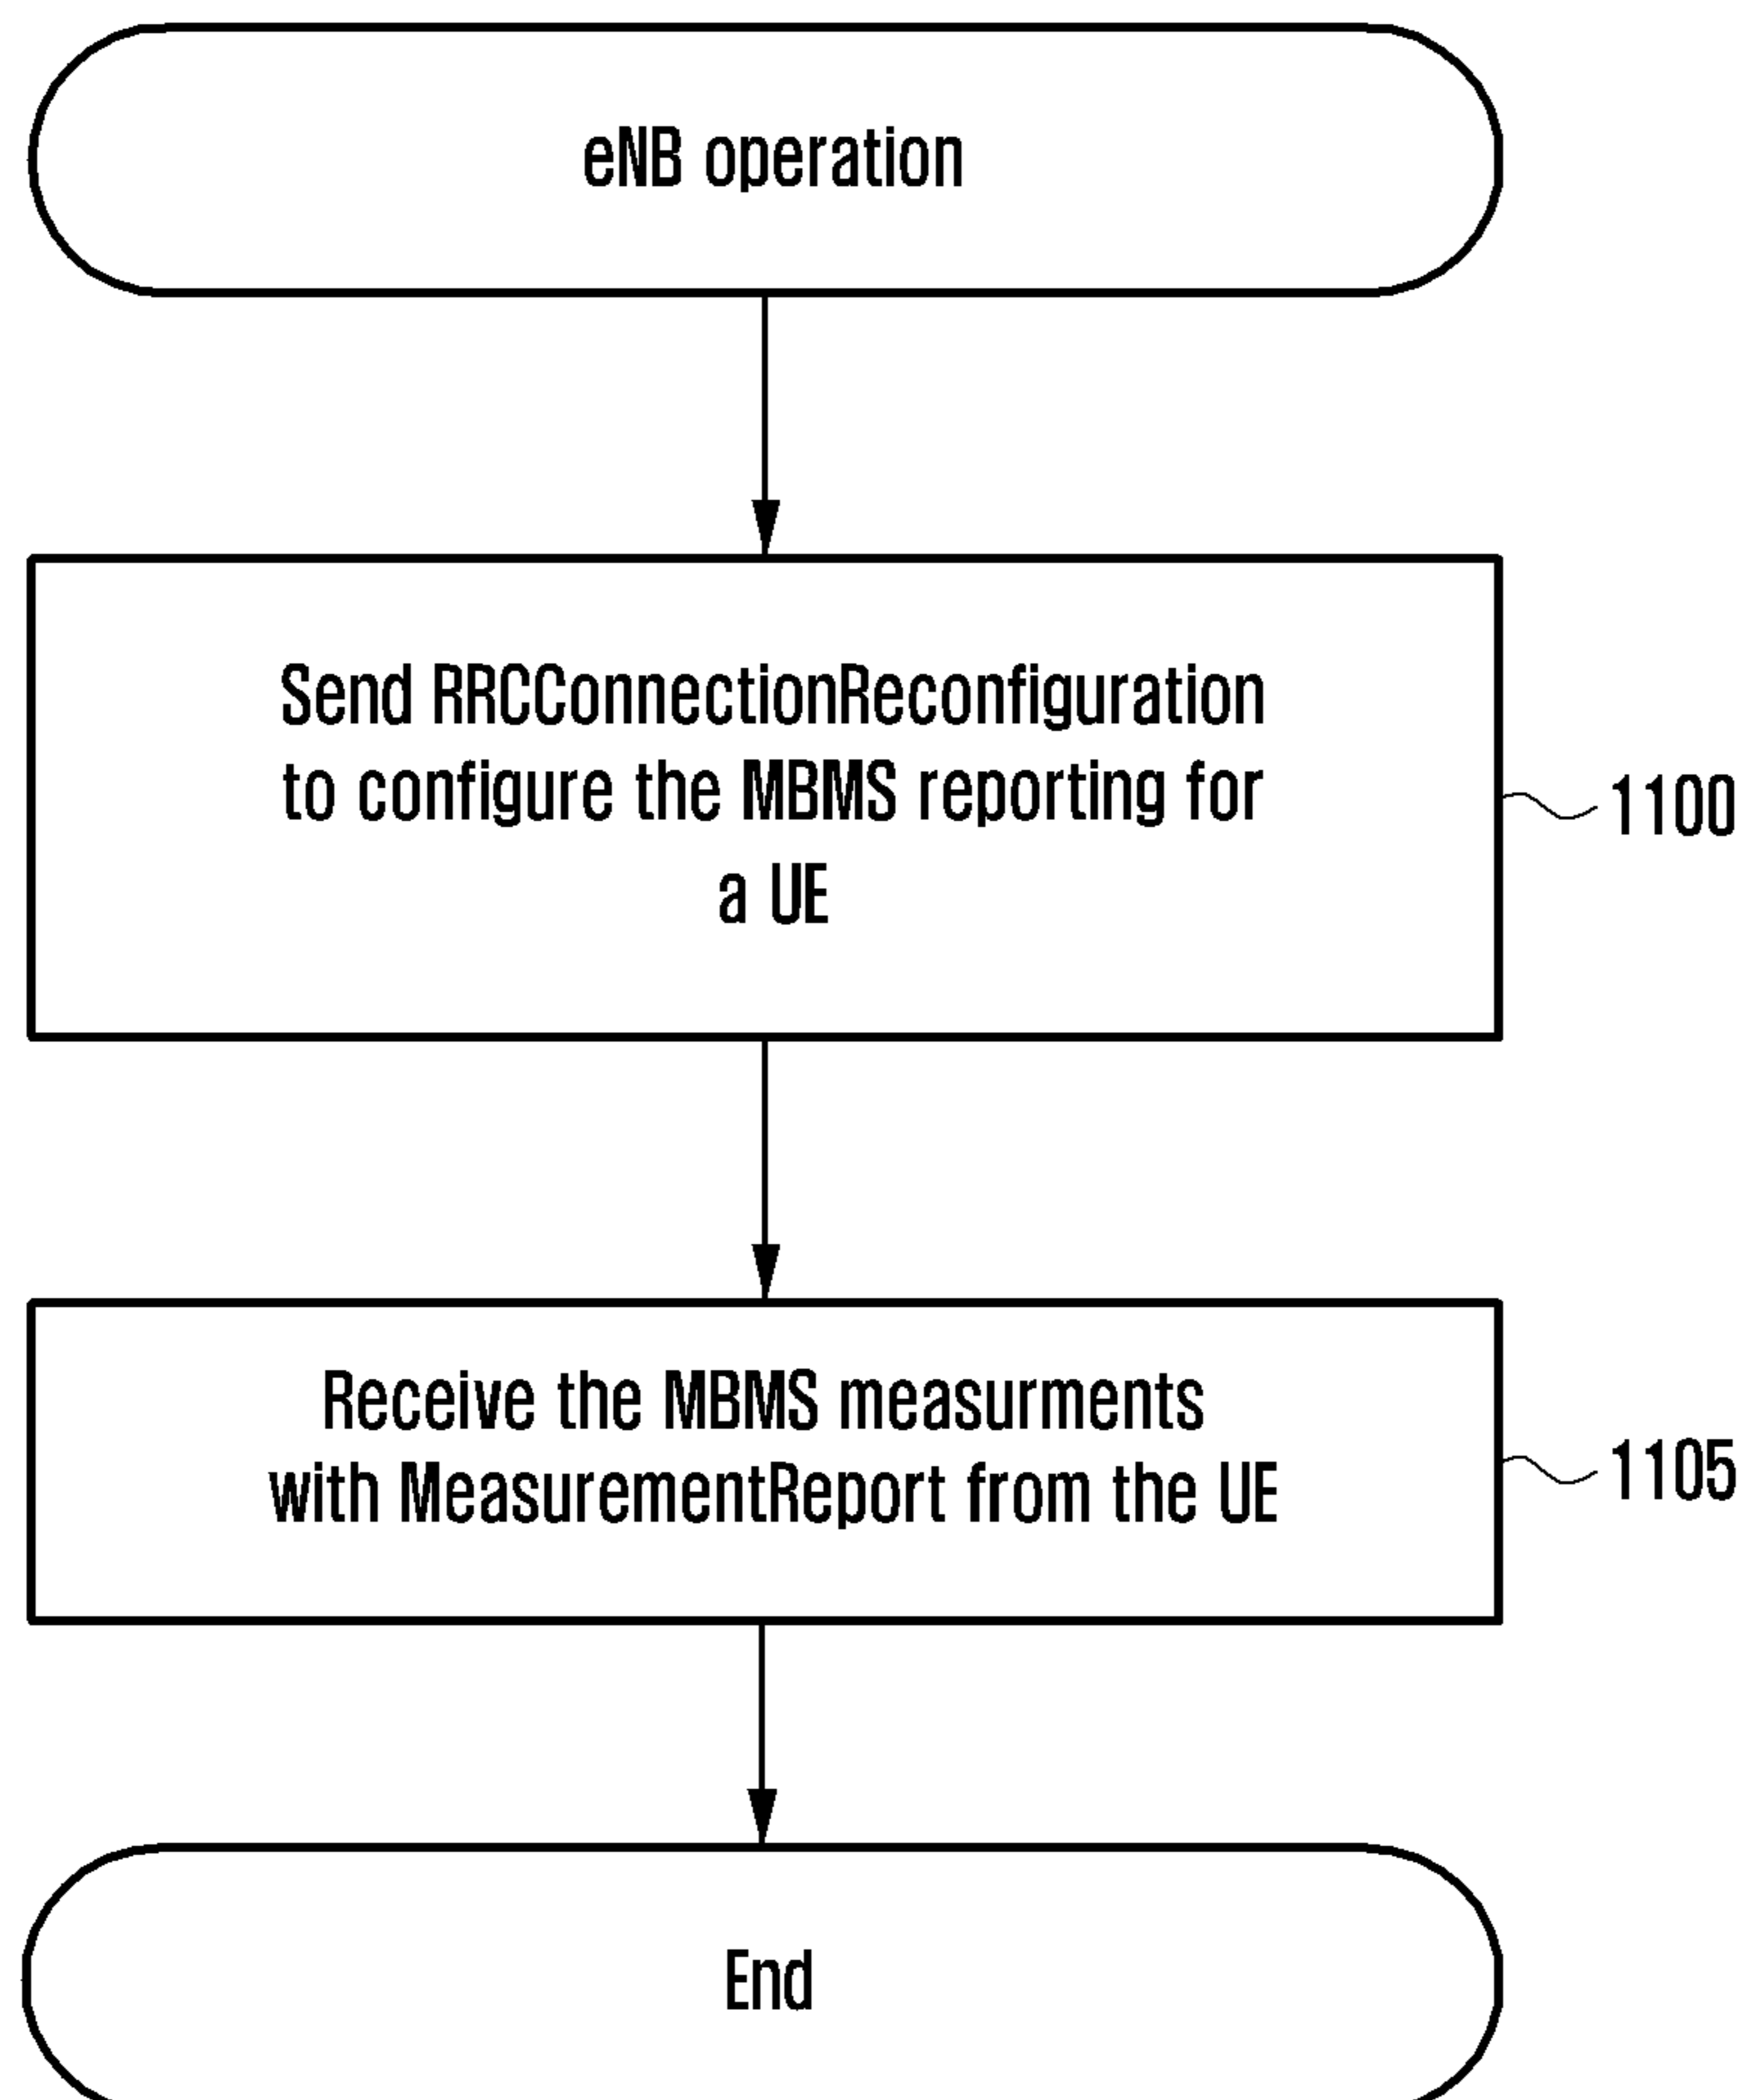 eNB operation
Send RRCConnectionReconfiguration
to configure the MBMS reporting for
a UE
1100
Receive the MBMS measurments
with MeasurementReport from the UE
1105
End